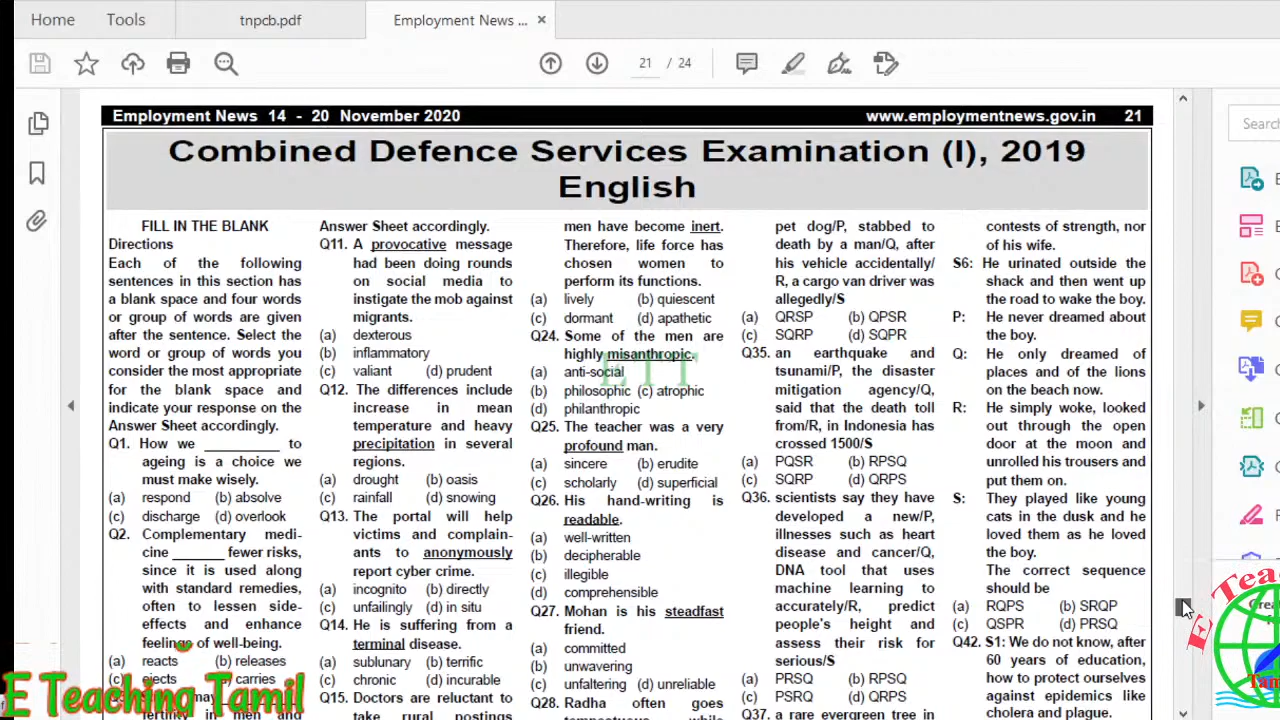 Home Tools tnpcb.pdf Employment News ... ×
21 / 24
Employment News 14 - 20 November 2020 www.employmentnews.gov.in 21
Combined Defence Services Examination (I), 2019
English
FILL IN THE BLANK
Directions
Each of the following
sentences in this section has
a blank space and four words
or group of words are given
after the sentence. Select the
word or group of words you
consider the most appropriate
for the blank space and
indicate your response on the
Answer Sheet accordingly.
Q1. How we __________ to
ageing is a choice we
must make wisely.
(a) respond (b) absolve
(c) discharge (d) overlook
Q2. Complementary medi-
cine _______ fewer risks,
since it is used along
with standard remedies,
often to lessen side-
effects and enhance
feelings of well-being.
(a) reacts (b) releases
(c) ejects (d) carries
fertility in men and
Answer Sheet accordingly.
Q11. A provocative message
had been doing rounds
on social media to
instigate the mob against
migrants.
(a) dexterous
(b) inflammatory
(c) valiant (d) prudent
Q12. The differences include
increase in mean
temperature and heavy
precipitation in several
regions.
(a) drought (b) oasis
(c) rainfall (d) snowing
Q13. The portal will help
victims and complain-
ants to anonymously
report cyber crime.
(a) incognito (b) directly
(c) unfailingly (d) in situ
Q14. He is suffering from a
terminal disease.
(a) sublunary (b) terrific
(c) chronic (d) incurable
Q15. Doctors are reluctant to
take rural postings
men have become inert.
Therefore, life force has
chosen women to
perform its functions.
(a) lively (b) quiescent
(c) dormant (d) apathetic
Q24. Some of the men are
highly misanthropic.
(a) anti-social
(b) philosophic (c) atrophic
(d) philanthropic
Q25. The teacher was a very
profound man.
(a) sincere (b) erudite
(c) scholarly (d) superficial
Q26. His hand-writing is
readable.
(a) well-written
(b) decipherable
(c) illegible
(d) comprehensible
Q27. Mohan is his steadfast
friend.
(a) committed
(b) unwavering
(c) unfaltering (d) unreliable
Q28. Radha often goes
tempestuous while
pet dog/P, stabbed to
death by a man/Q, after
his vehicle accidentally/
R, a cargo van driver was
allegedly/S
(a) QRSP (b) QPSR
(c) SQRP (d) SQPR
Q35. an earthquake and
tsunami/P, the disaster
mitigation agency/Q,
said that the death toll
from/R, in Indonesia has
crossed 1500/S
(a) PQSR (b) RPSQ
(c) SQRP (d) QRPS
Q36. scientists say they have
developed a new/P,
illnesses such as heart
disease and cancer/Q,
DNA tool that uses
machine learning to
accurately/R, predict
people's height and
assess their risk for
serious/S
(a) PRSQ (b) RPSQ
(c) PSRQ (d) QRPS
Q37. a rare evergreen tree in
contests of strength, nor
of his wife.
S6: He urinated outside the
shack and then went up
the road to wake the boy.
P: He never dreamed about
the boy.
Q: He only dreamed of
places and of the lions
on the beach now.
R: He simply woke, looked
out through the open
door at the moon and
unrolled his trousers and
put them on.
S: They played like young
cats in the dusk and he
loved them as he loved
the boy.
The correct sequence
should be
(a) RQPS (b) SRQP
(c) QSPR (d) PRSQ
Q42. S1: We do not know, after
60 years of education,
how to protect ourselves
against epidemics like
cholera and plague.
Search
ETT
E Teaching Tamil